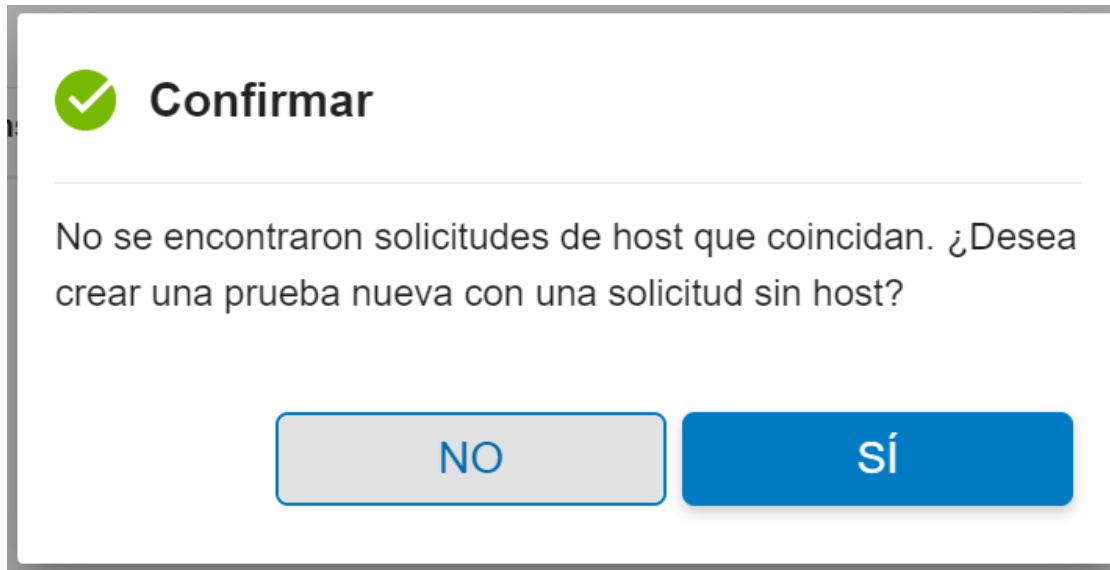 Confirmar
No se encontraron solicitudes de host que coincidan. ¿Desea
crear una prueba nueva con una solicitud sin host?
NO
SÍ